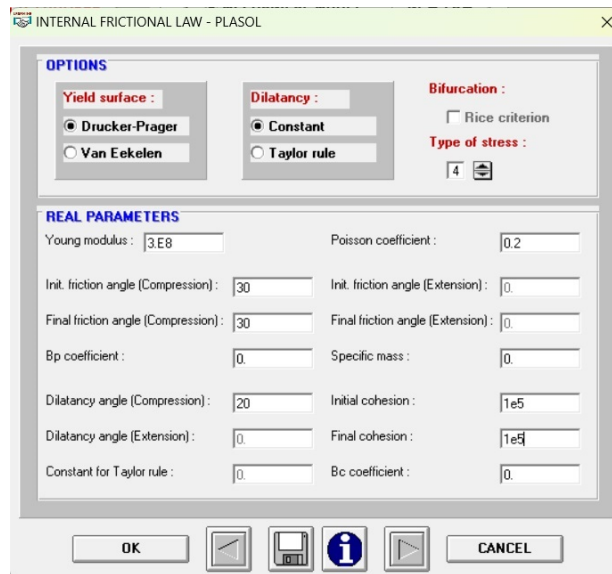 INTERNAL FRICTIONAL LAW - PLASOL
OPTIONS
Yield surface :
Drucker-Prager
Van Eekelen
Dilatancy :
Constant
Taylor rule
Bifurcation :
Rice criterion
Type of stress :
4
REAL PARAMETERS
Young modulus : 3.E8
Poisson coefficient : 0.2
Init. friction angle (Compression) : 30
Init. friction angle (Extension) : 0.
Final friction angle (Compression) : 30
Final friction angle (Extension) : 0.
Bp coefficient : 0.
Specific mass : 0.
Dilatancy angle (Compression) : 20
Initial cohesion : 1e5
Dilatancy angle (Extension) : 0.
Final cohesion : 1e5
Constant for Taylor rule : 0.
Bc coefficient : 0.
OK
CANCEL